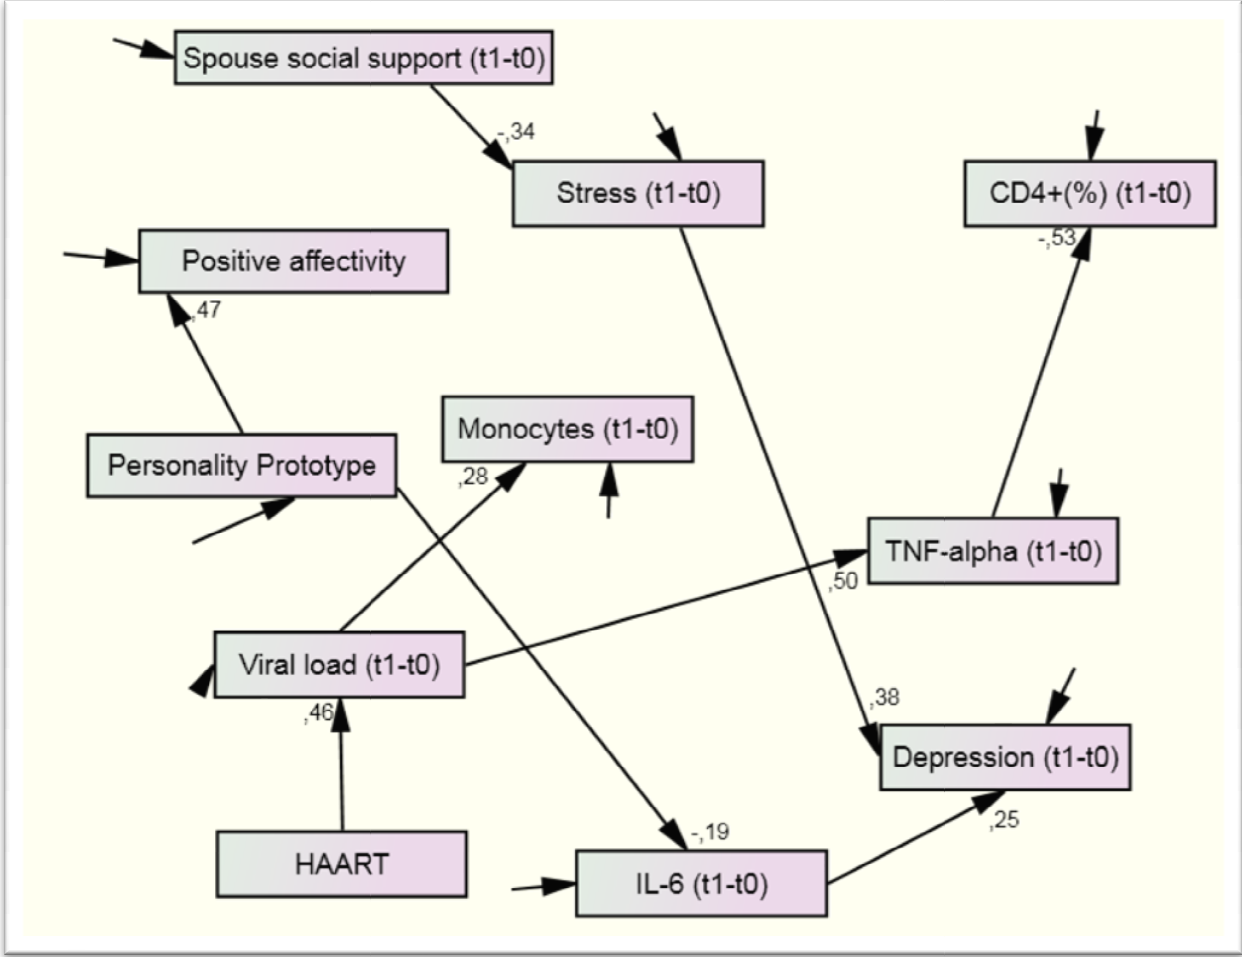 Spouse social support (t1-t0)
-,34
Stress (t1-t0)
CD4+(%) (t1-t0)
-,53
Positive affectivity
,47
Monocytes (t1-t0)
,28
Personality Prototype
TNF-alpha (t1-t0)
,50
Viral load (t1-t0)
,46
,38
Depression (t1-t0)
,25
-,19
HAART
IL-6 (t1-t0)